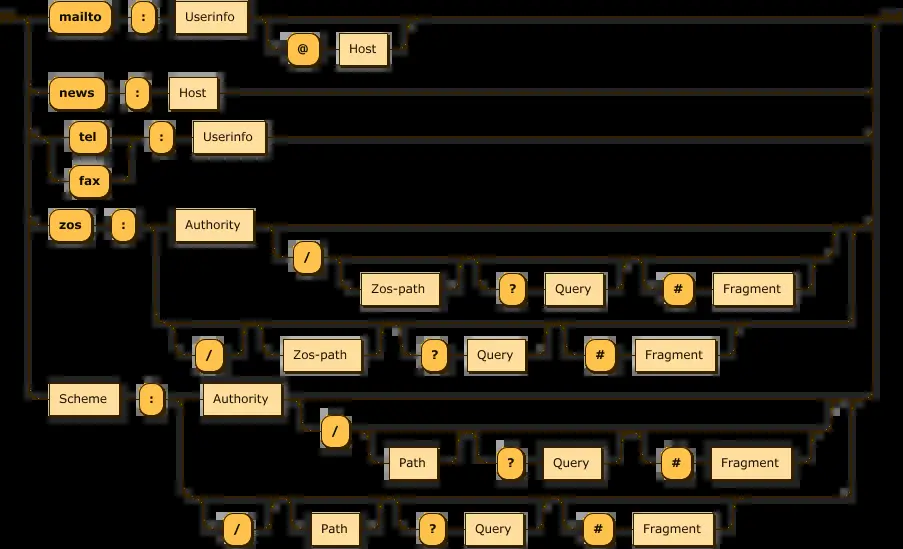 mailto : Userinfo
@ Host
news : Host
tel : Userinfo
fax
zos : Authority
/
Zos-path ? Query # Fragment
/ Zos-path ? Query # Fragment
Scheme : Authority
/
Path ? Query # Fragment
/ Path ? Query # Fragment